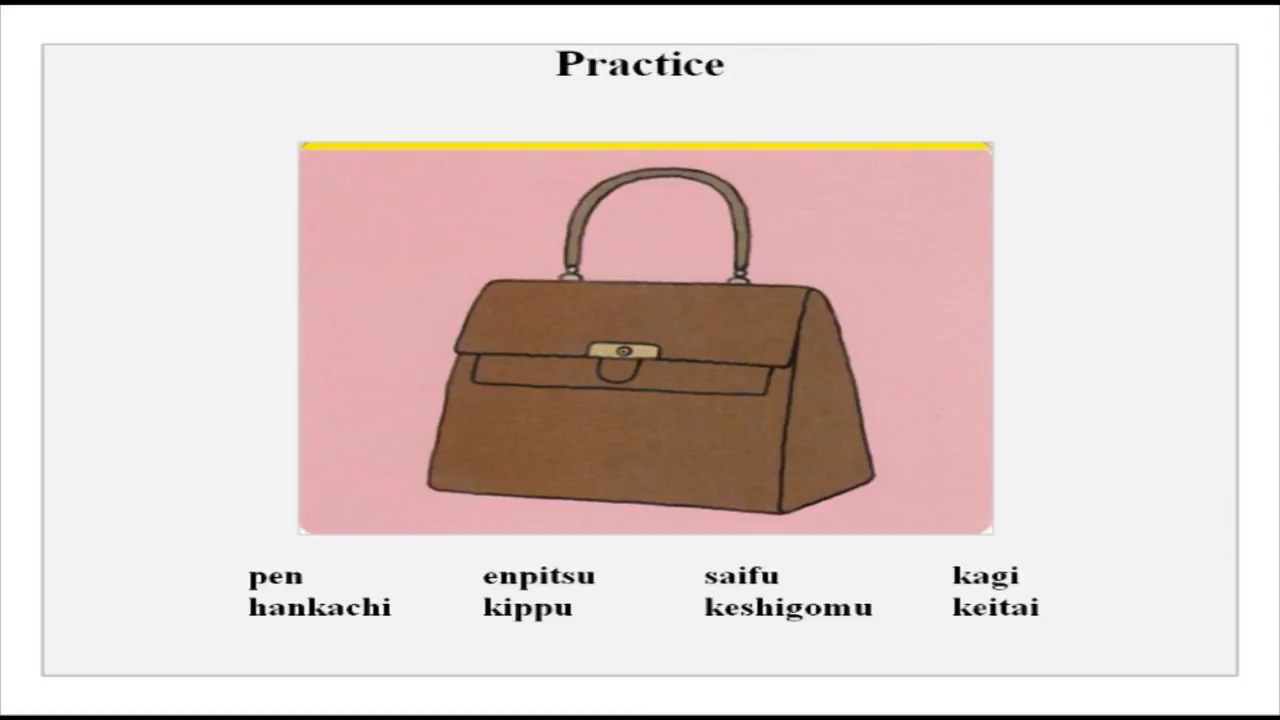 Practice
pen enpitsu saifu kagi
hankachi kippu keshigomu keitai